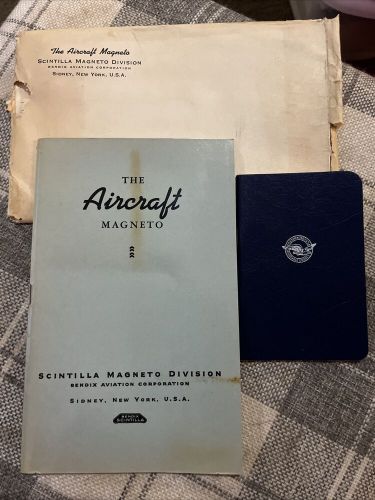 The Aircraft Magneto
SCINTILLA MAGNETO DIVISION
BENDIX AVIATION CORPORATION
SIDNEY, NEW YORK, U.S.A.
THE
Aircraft
MAGNETO
SCINTILLA MAGNETO DIVISION
BENDIX AVIATION CORPORATION
SIDNEY, NEW YORK, U.S.A.
BENDIX
SCINTILLA